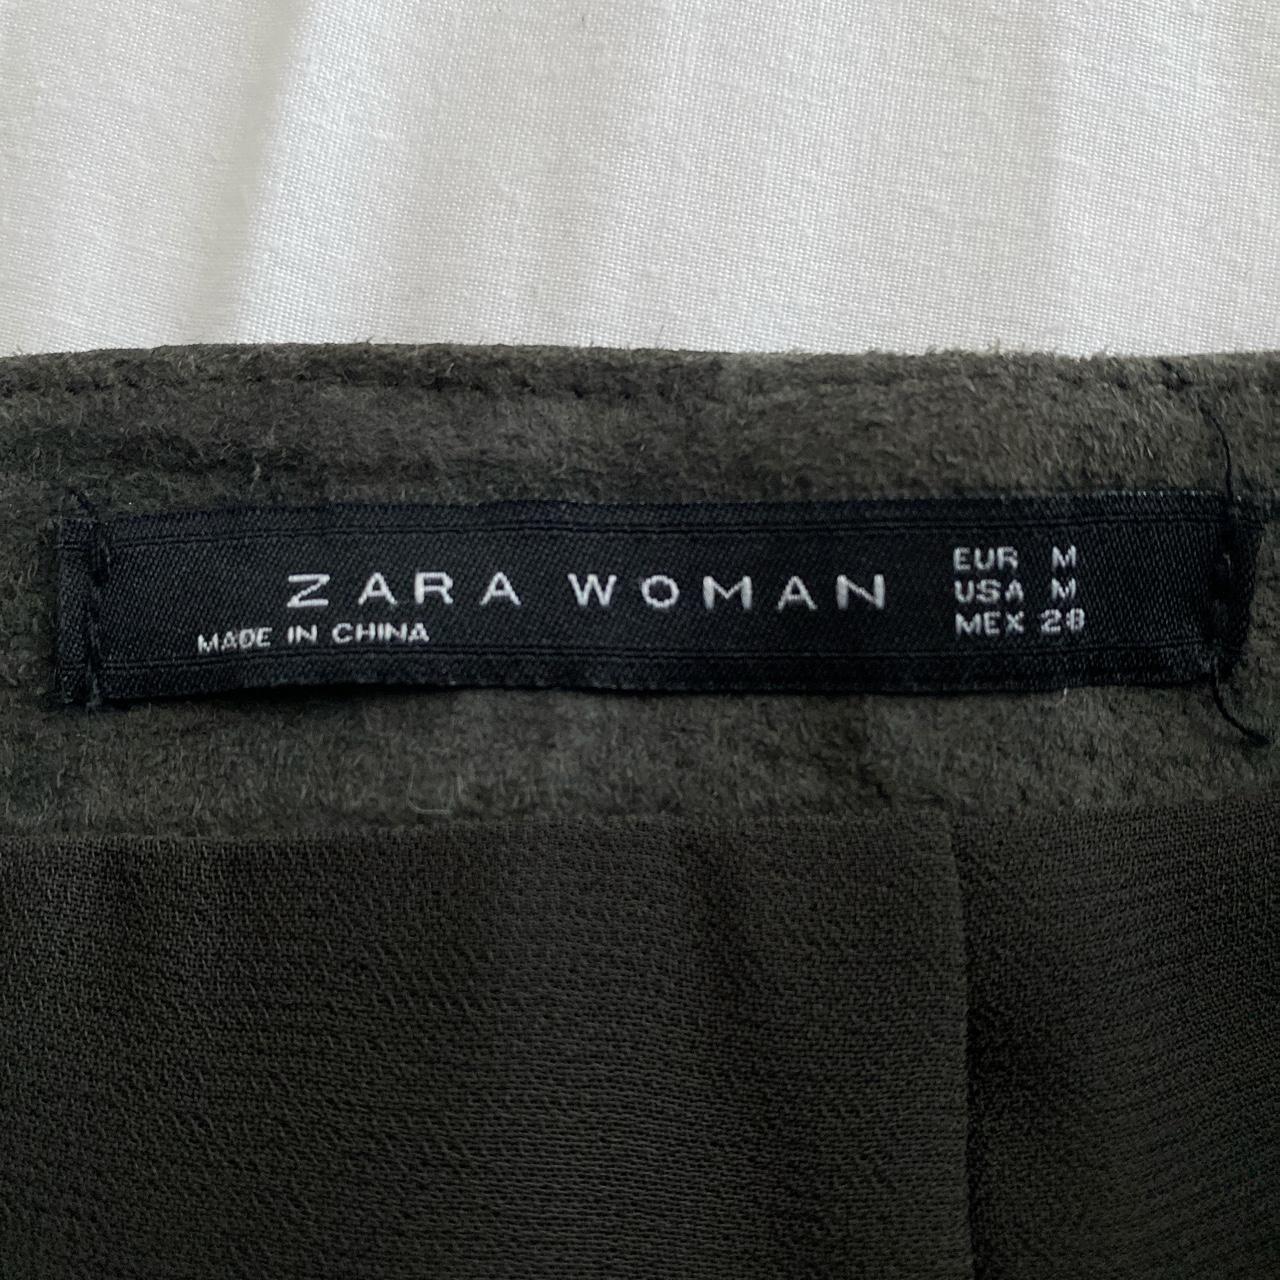 ZARA WOMAN
MADE IN CHINA
EUR M
USA M
MEX 28